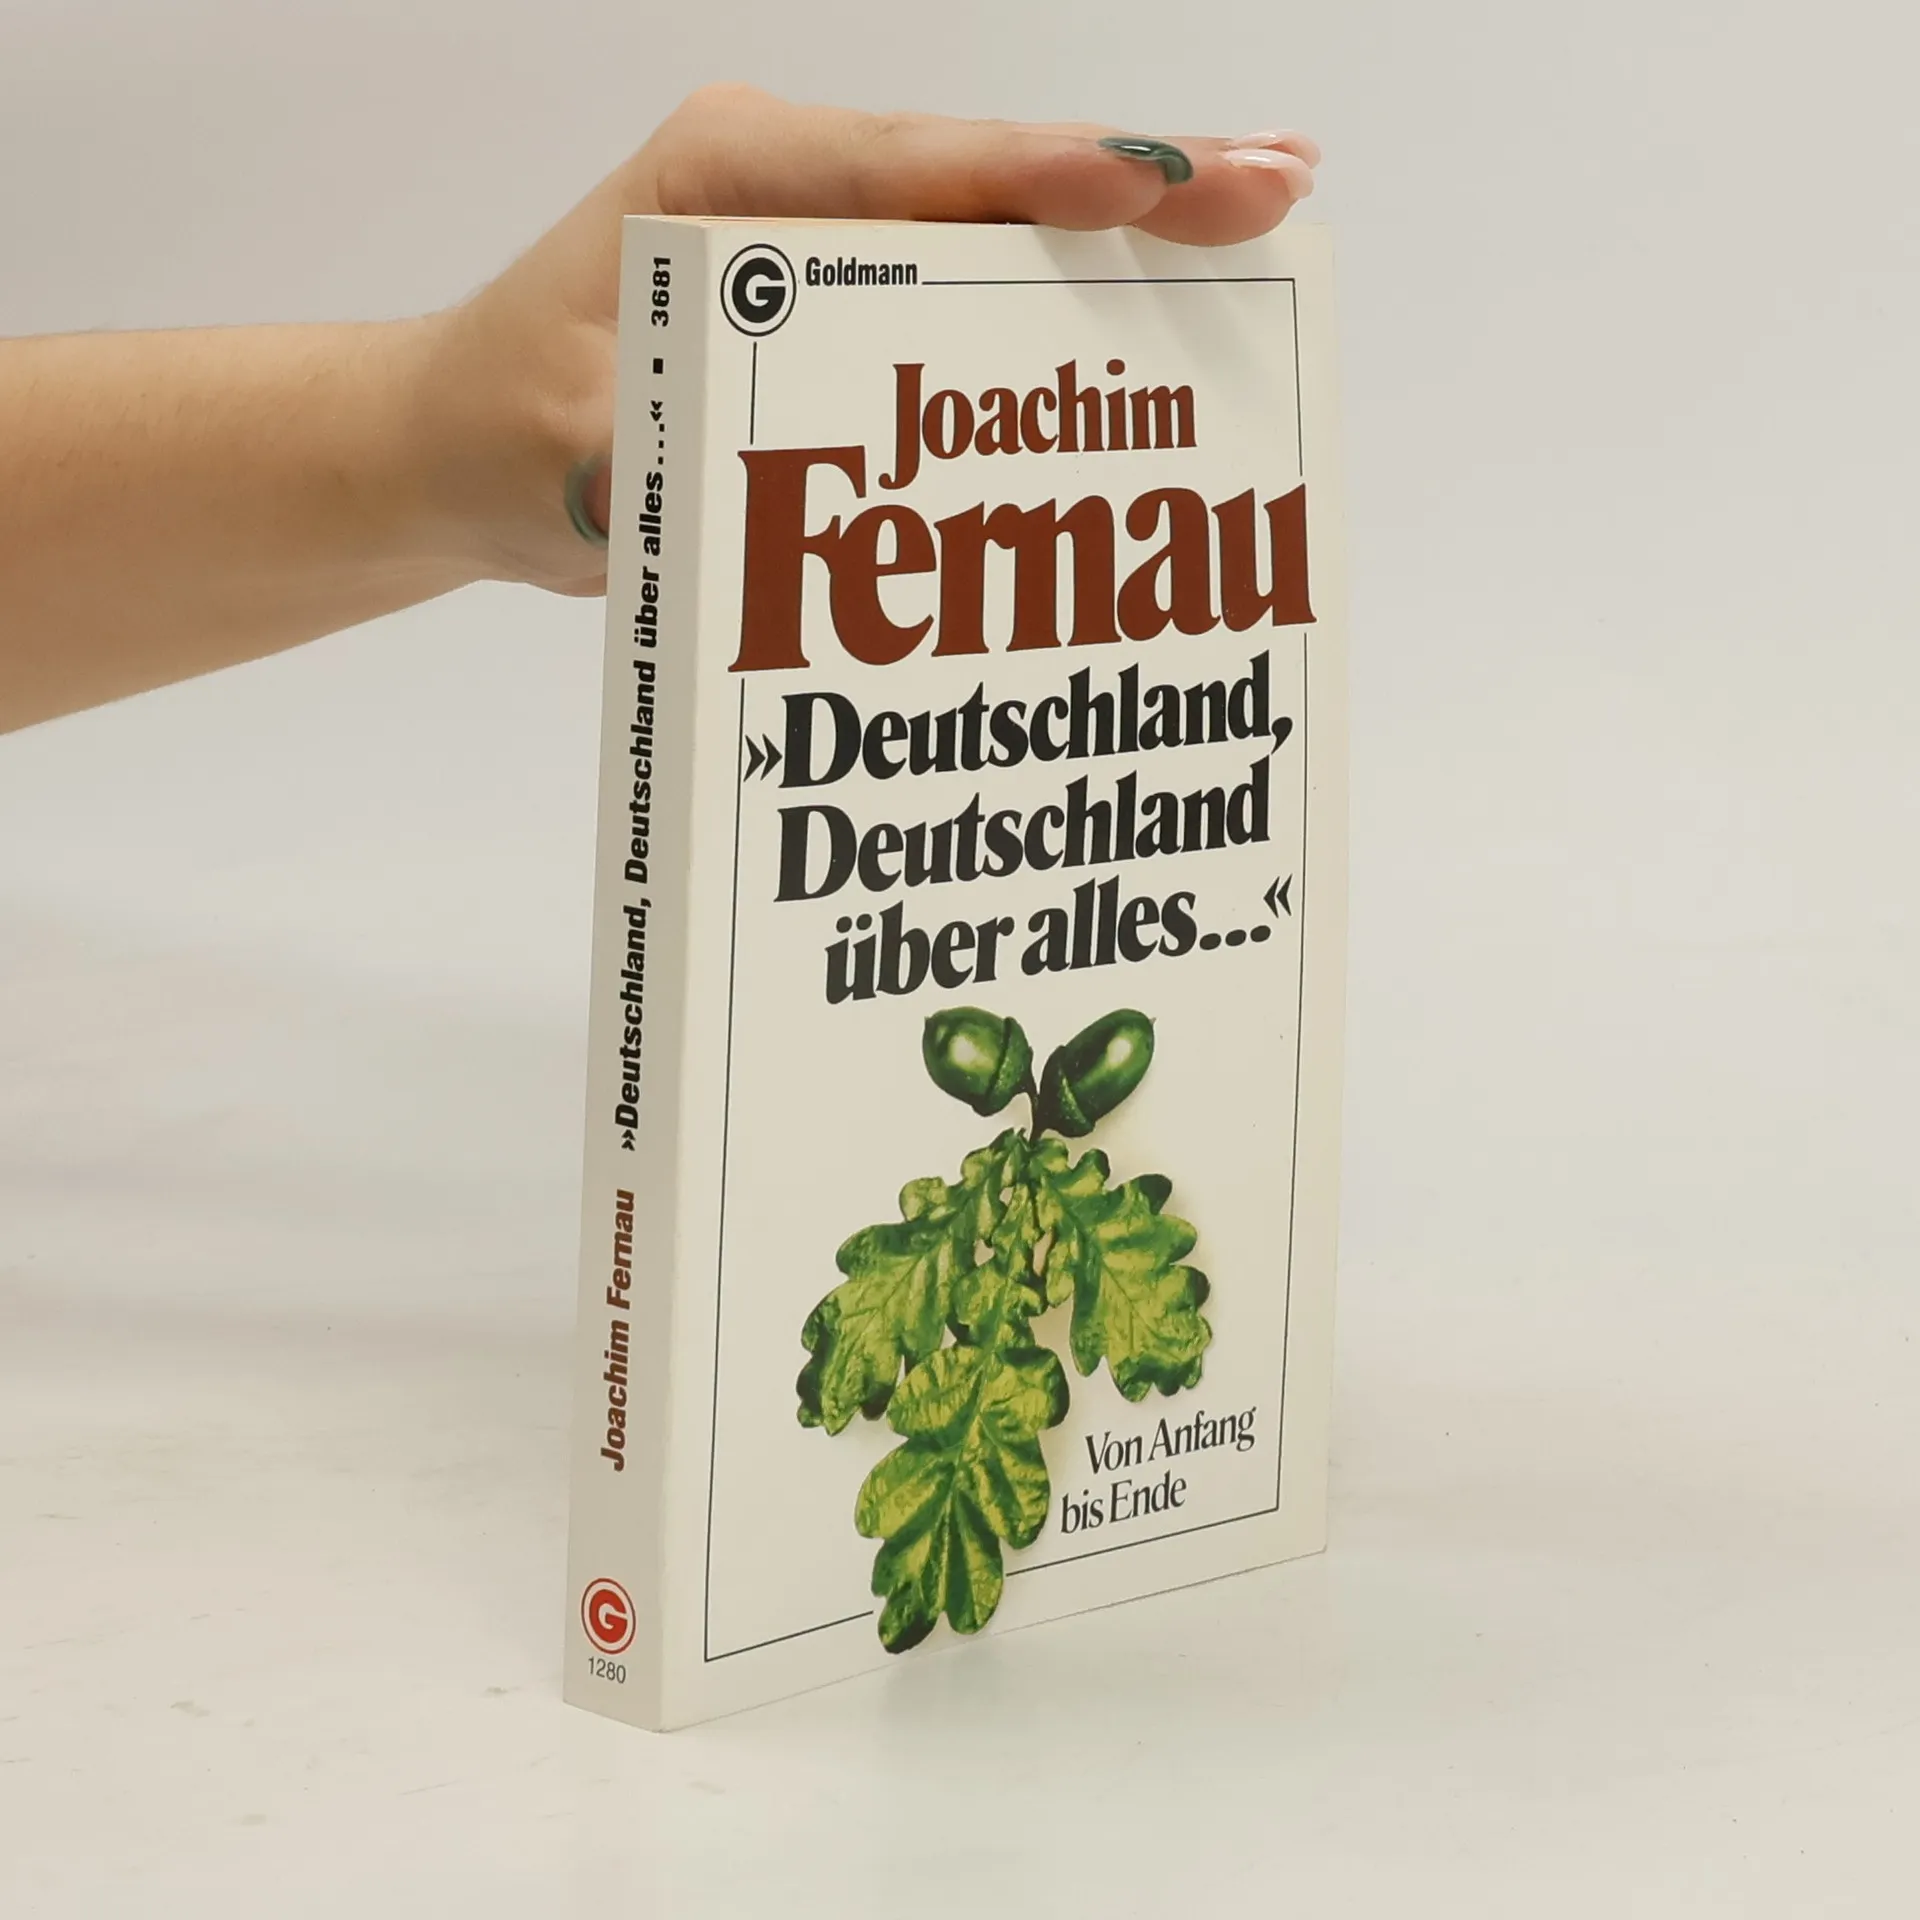 G Goldmann
Joachim
Fernau
»Deutschland,
Deutschland
über alles...«
Von Anfang
bis Ende
Joachim Fernau »Deutschland, Deutschland über alles...« ▪ 3681
G
1280